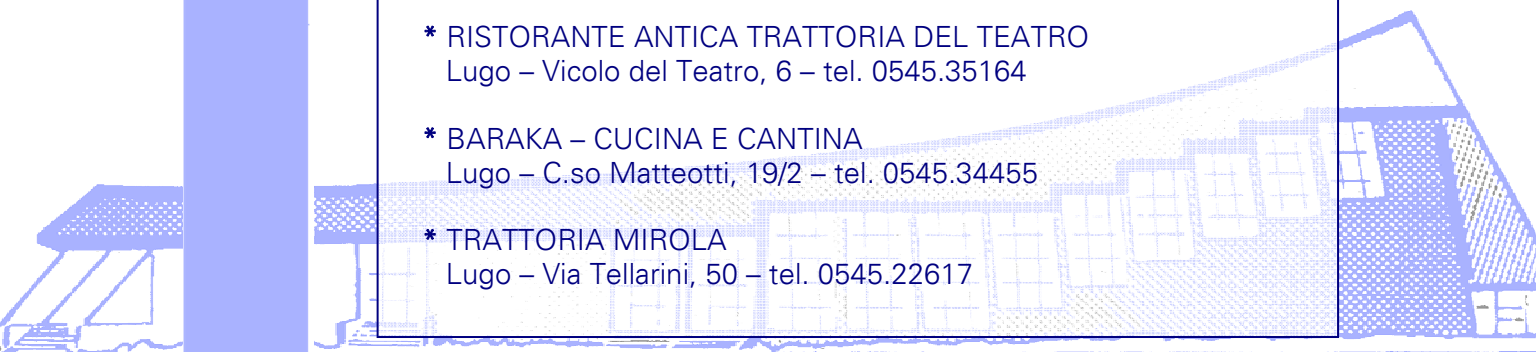 * RISTORANTE ANTICA TRATTORIA DEL TEATRO
Lugo – Vicolo del Teatro, 6 – tel. 0545.35164
* BARAKA – CUCINA E CANTINA
Lugo – C.so Matteotti, 19/2 – tel. 0545.34455
* TRATTORIA MIROLA
Lugo – Via Tellarini, 50 – tel. 0545.22617